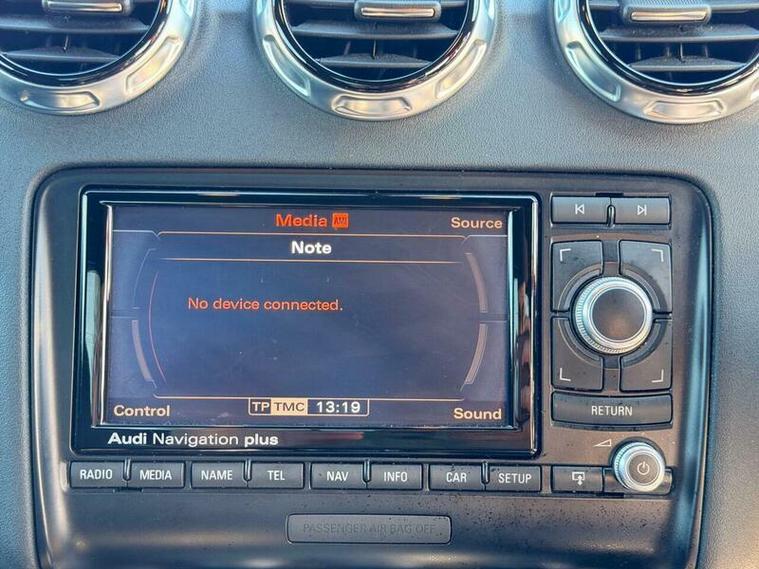 Media AMI
Source
Note
No device connected.
Control
TP TMC 13:19
Sound
Audi Navigation plus
RETURN
RADIO MEDIA NAME TEL NAV INFO CAR SETUP
PASSENGER AIR BAG OFF